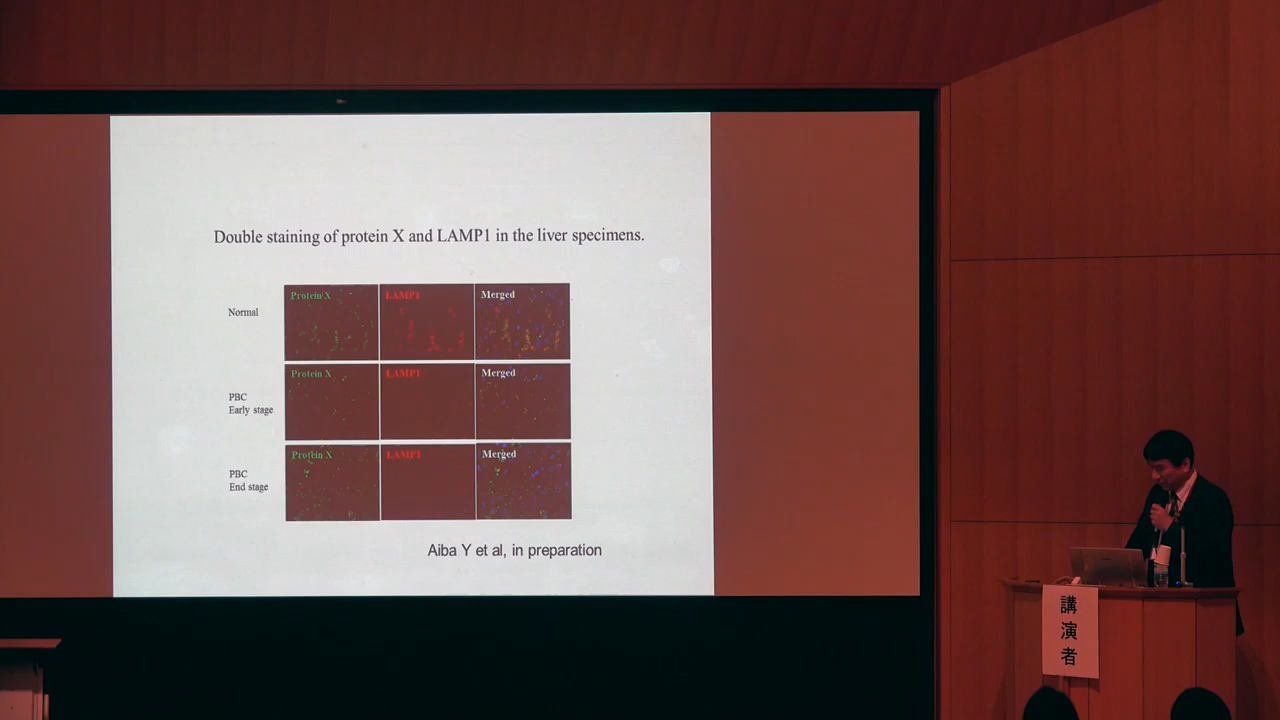 Double staining of protein X and LAMP1 in the liver specimens.
Normal
Protein X
LAMP1
Merged
PBC
Early stage
Protein X
LAMP1
Merged
PBC
End stage
Protein X
LAMP1
Merged
Aiba Y et al, in preparation
講演者